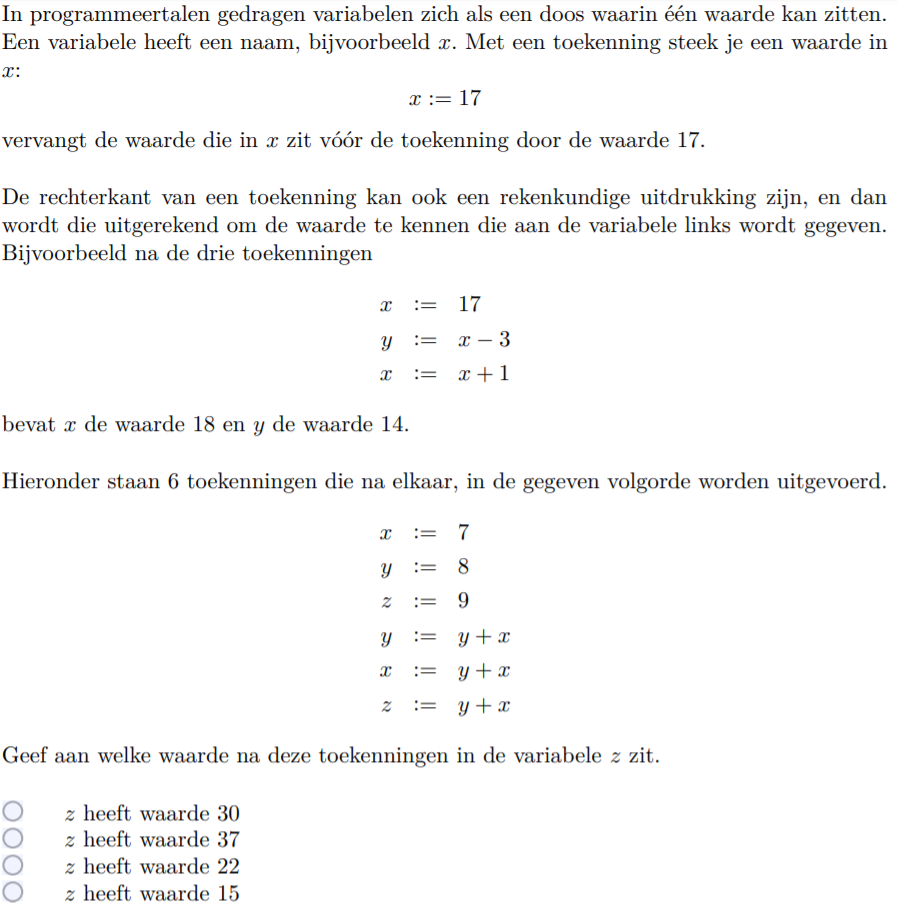 In programmeertalen gedragen variabelen zich als een doos waarin één waarde kan zitten.
Een variabele heeft een naam, bijvoorbeeld x. Met een toekenning steek je een waarde in
x:
x := 17
vervangt de waarde die in x zit vóór de toekenning door de waarde 17.
De rechterkant van een toekenning kan ook een rekenkundige uitdrukking zijn, en dan
wordt die uitgerekend om de waarde te kennen die aan de variabele links wordt gegeven.
Bijvoorbeeld na de drie toekenningen
x := 17
y := x − 3
x := x + 1
bevat x de waarde 18 en y de waarde 14.
Hieronder staan 6 toekenningen die na elkaar, in de gegeven volgorde worden uitgevoerd.
x := 7
y := 8
z := 9
y := y + x
x := y + x
z := y + x
Geef aan welke waarde na deze toekenningen in de variabele z zit.
z heeft waarde 30
z heeft waarde 37
z heeft waarde 22
z heeft waarde 15